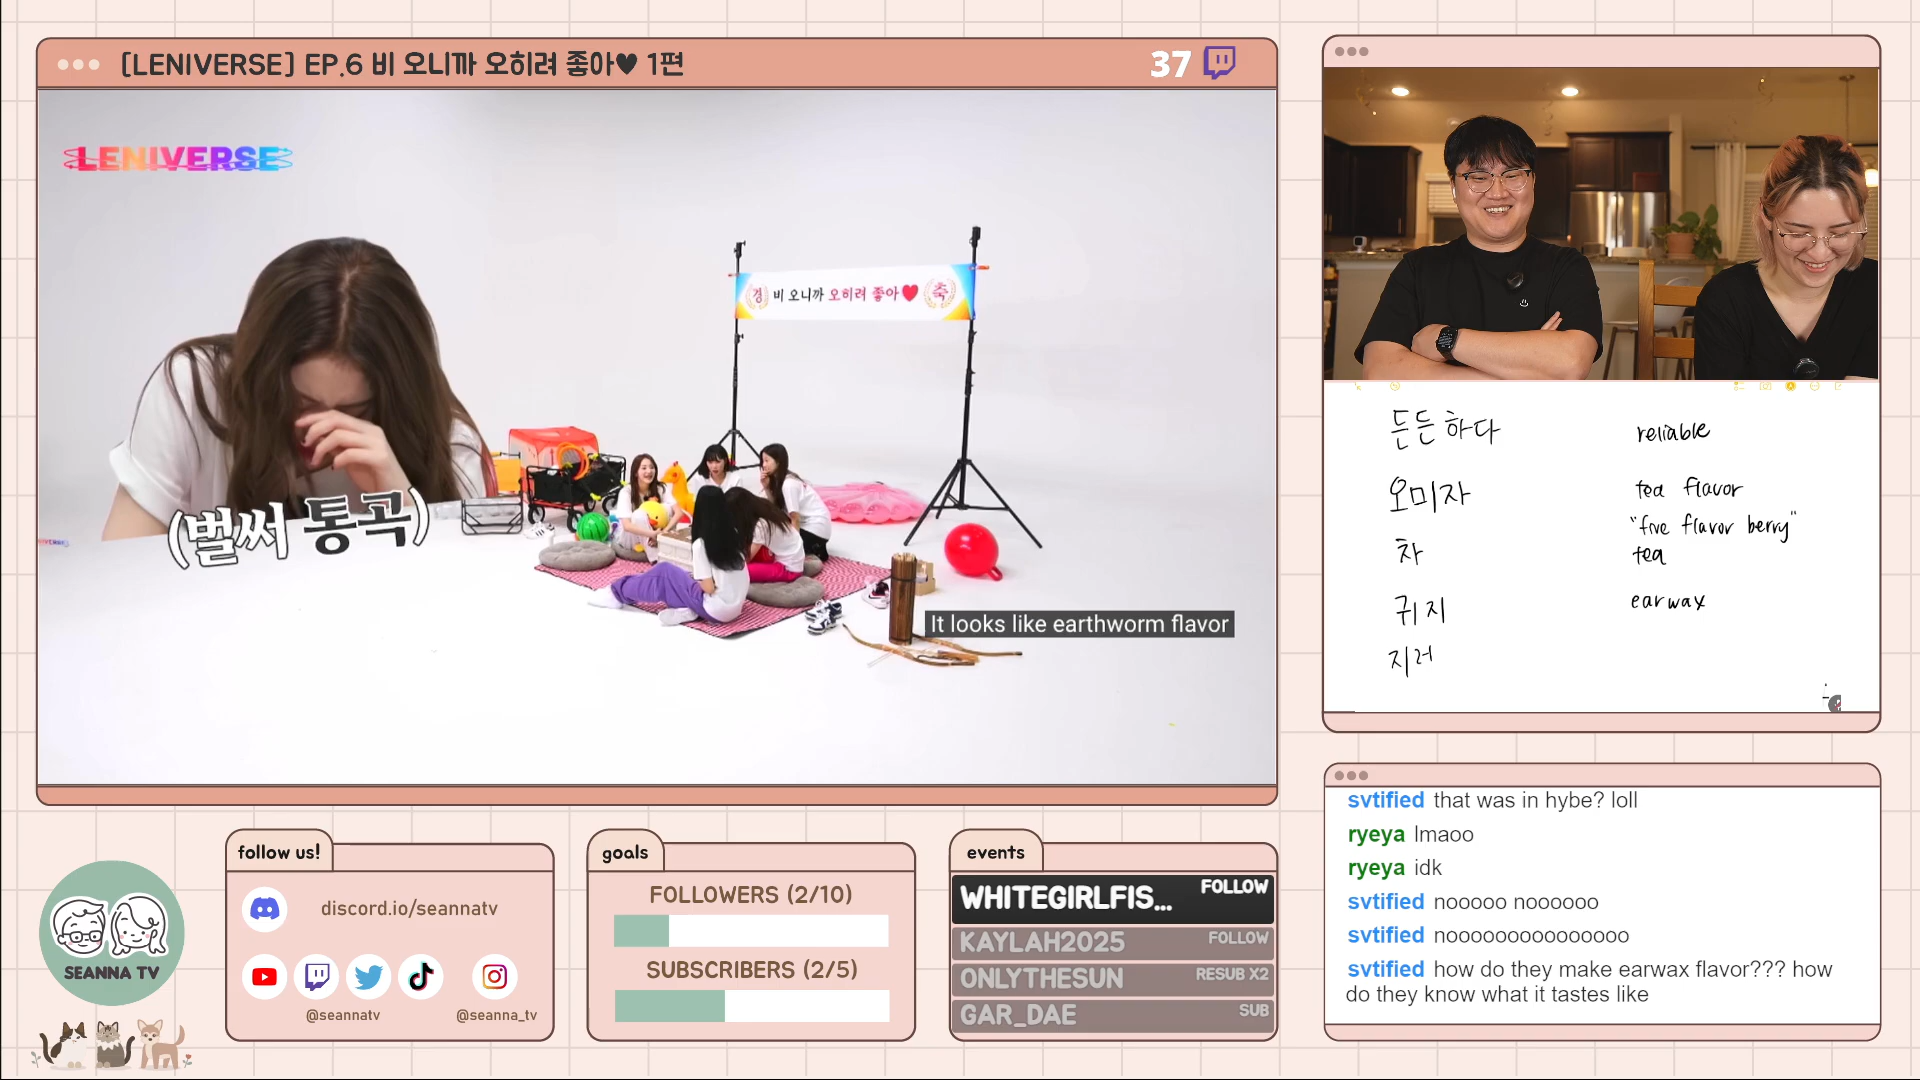 [LENIVERSE] EP.6 비 오니까 오히려 좋아♥ 1편
37
LENIVERSE
경 비 오니까 오히려 좋아♥ 축
(벌써 통곡)
It looks like earthworm flavor
든든하다 reliable
오미자 tea flavor
"five flavor berry"
차 tea
귀지 earwax
지러
svtified that was in hybe? loll
ryeya lmaoo
ryeya idk
svtified nooooo noooooo
svtified nooooooooooooooo
svtified how do they make earwax flavor??? how
do they know what it tastes like
SEANNA TV
follow us!
discord.io/seannatv
@seannatv
@seanna_tv
goals
FOLLOWERS (2/10)
SUBSCRIBERS (2/5)
events
WHITEGIRLFIS... FOLLOW
KAYLAH2025 FOLLOW
ONLYTHESUN RESUB X2
GAR_DAE SUB